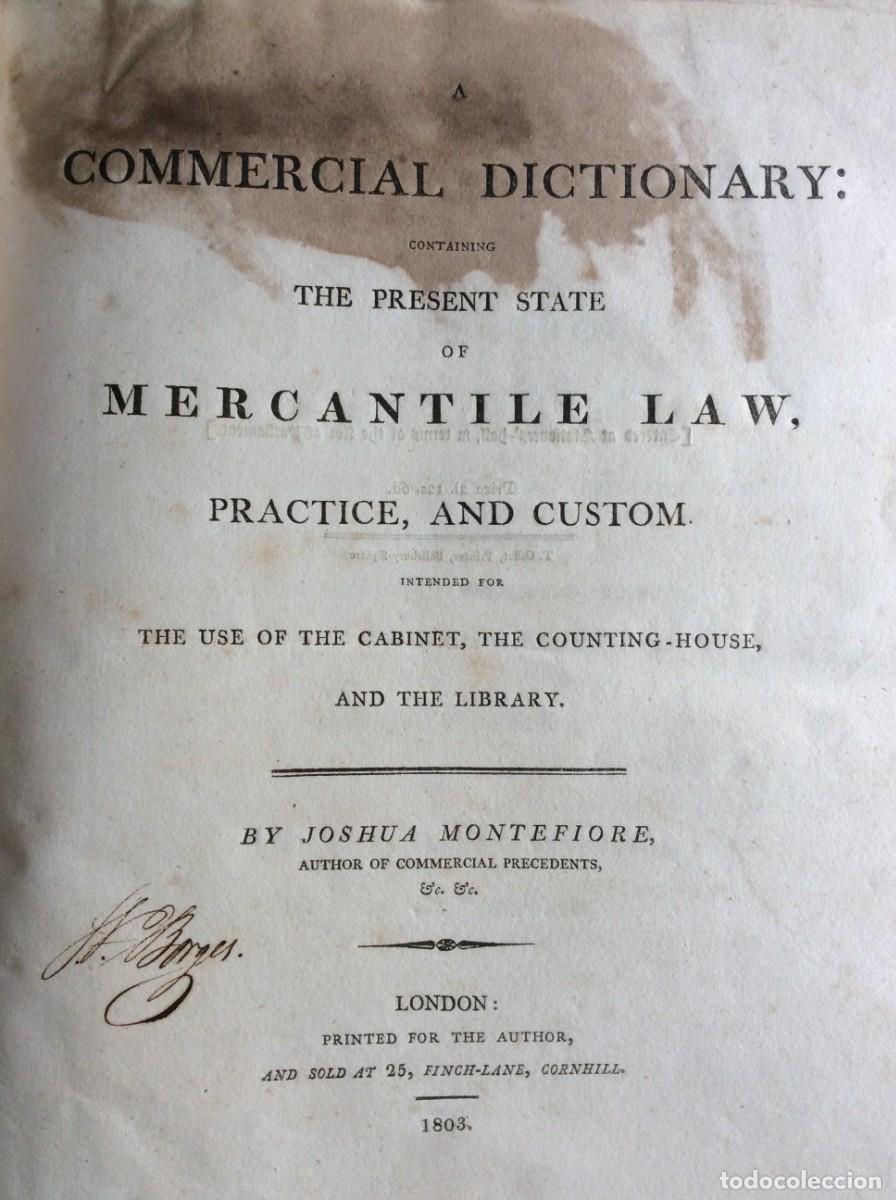 A
COMMERCIAL DICTIONARY:
CONTAINING
THE PRESENT STATE
OF
MERCANTILE LAW,
PRACTICE, AND CUSTOM.
INTENDED FOR
THE USE OF THE CABINET, THE COUNTING-HOUSE,
AND THE LIBRARY.
BY JOSHUA MONTEFIORE,
AUTHOR OF COMMERCIAL PRECEDENTS,
&c. &c.
Borges.
LONDON:
PRINTED FOR THE AUTHOR,
AND SOLD AT 25, FINCH-LANE, CORNHILL.
1803.
todocoleccion